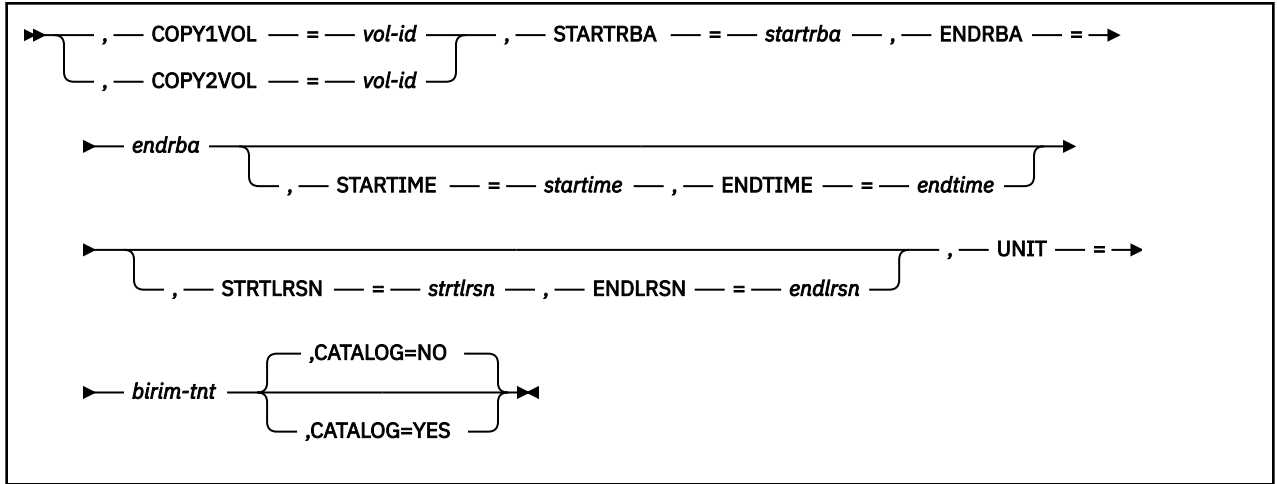 , COPY1VOL = vol-id , STARTRBA = startrba , ENDRBA =
, COPY2VOL = vol-id
endrba
, STARTIME = startime , ENDTIME = endtime
, UNIT =
, STRTLRSN = strtlrsn , ENDLRSN = endlrsn
,CATALOG=NO
birim-tnt
,CATALOG=YES